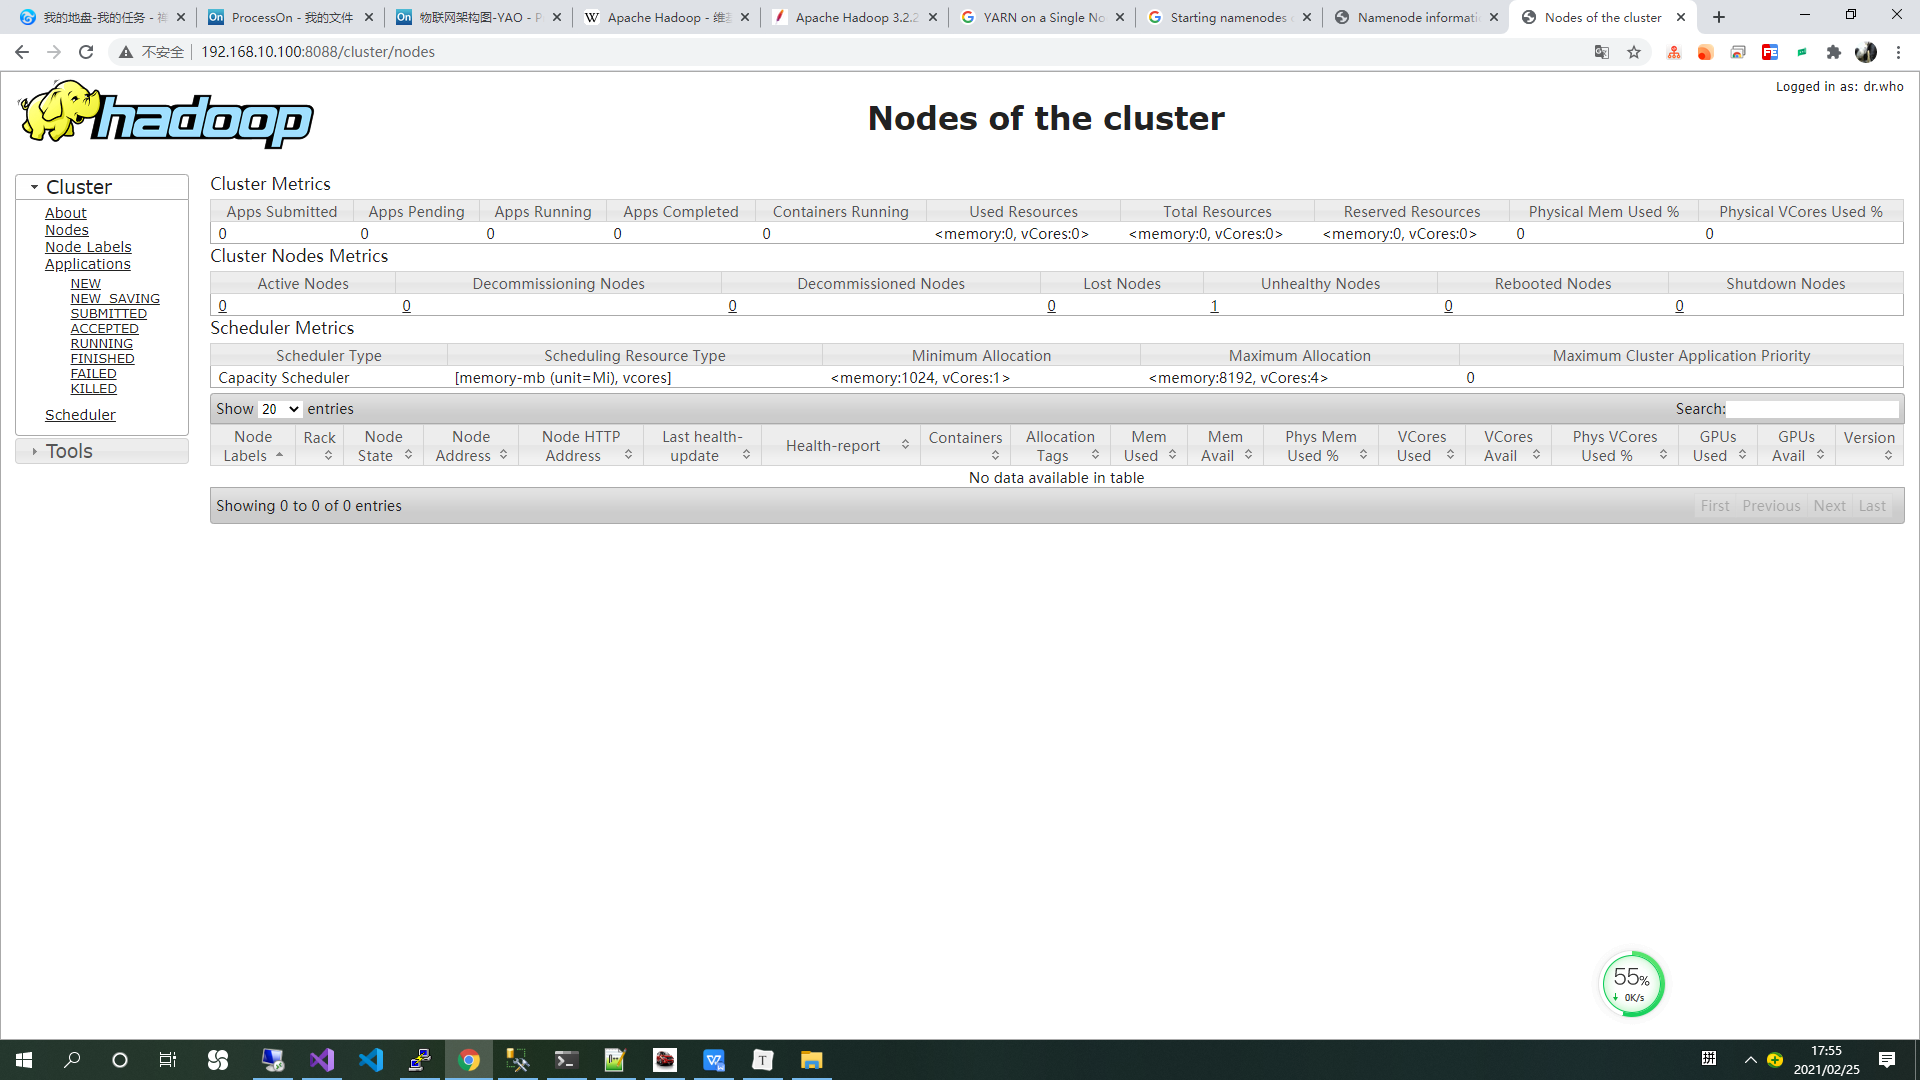 我的地盘-我的任务 - 禅
ProcessOn - 我的文件
物联网架构图-YAO - P
Apache Hadoop - 维基
Apache Hadoop 3.2.2
YARN on a Single No
Starting namenodes o
Namenode informatio
Nodes of the cluster
不安全
192.168.10.100:8088/cluster/nodes
Logged in as: dr.who
hadoop
Nodes of the cluster
Cluster
About
Nodes
Node Labels
Applications
NEW
NEW_SAVING
SUBMITTED
ACCEPTED
RUNNING
FINISHED
FAILED
KILLED
Scheduler
Tools
Cluster Metrics
Apps Submitted Apps Pending Apps Running Apps Completed Containers Running Used Resources Total Resources Reserved Resources Physical Mem Used % Physical VCores Used %
0 0 0 0 0 <memory:0, vCores:0> <memory:0, vCores:0> <memory:0, vCores:0> 0 0
Cluster Nodes Metrics
Active Nodes Decommissioning Nodes Decommissioned Nodes Lost Nodes Unhealthy Nodes Rebooted Nodes Shutdown Nodes
0 0 0 0 1 0 0
Scheduler Metrics
Scheduler Type Scheduling Resource Type Minimum Allocation Maximum Allocation Maximum Cluster Application Priority
Capacity Scheduler [memory-mb (unit=Mi), vcores] <memory:1024, vCores:1> <memory:8192, vCores:4> 0
Show 20 entries Search:
Node Labels Rack Node State Node Address Node HTTP Address Last health-update Health-report Containers Allocation Tags Mem Used Mem Avail Phys Mem Used % VCores Used VCores Avail Phys VCores Used % GPUs Used GPUs Avail Version
No data available in table
Showing 0 to 0 of 0 entries First Previous Next Last
55%
0K/s
拼
17:55
2021/02/25